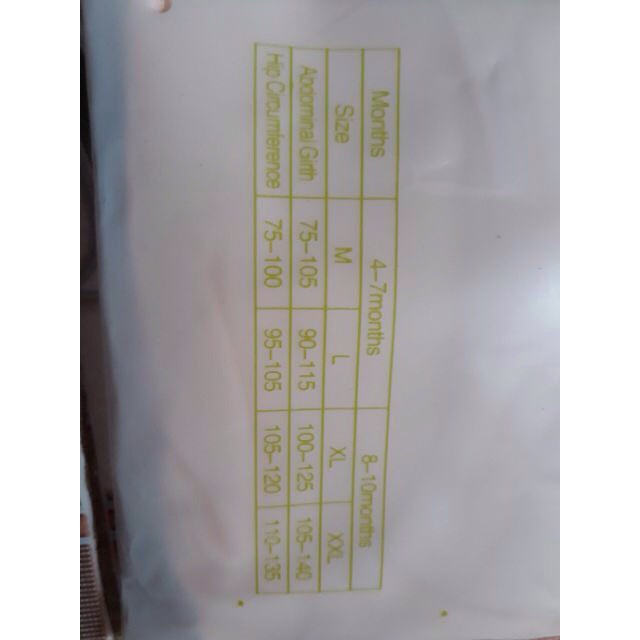 Months 4-7months 8-10months
Size M L XL XXL
Abdominal Girth 75-105 90-115 100-125 105-140
Hip Circumference 75-100 95-105 105-120 110-135